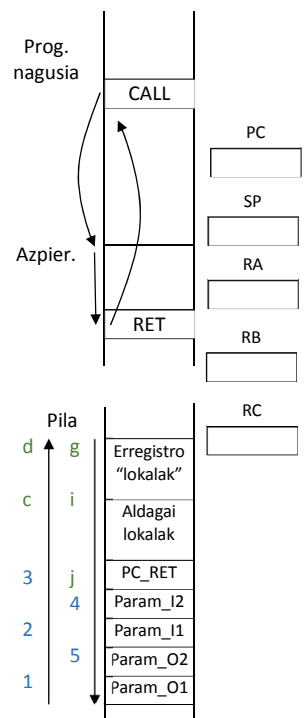 Prog.
nagusia
CALL
PC
SP
Azpier.
RA
RET
RB
RC
Pila
d g
Erregistro
“lokalak”
c i
Aldagai
lokalak
3 j PC_RET
4 Param_I2
2 Param_I1
5 Param_O2
1 Param_O1